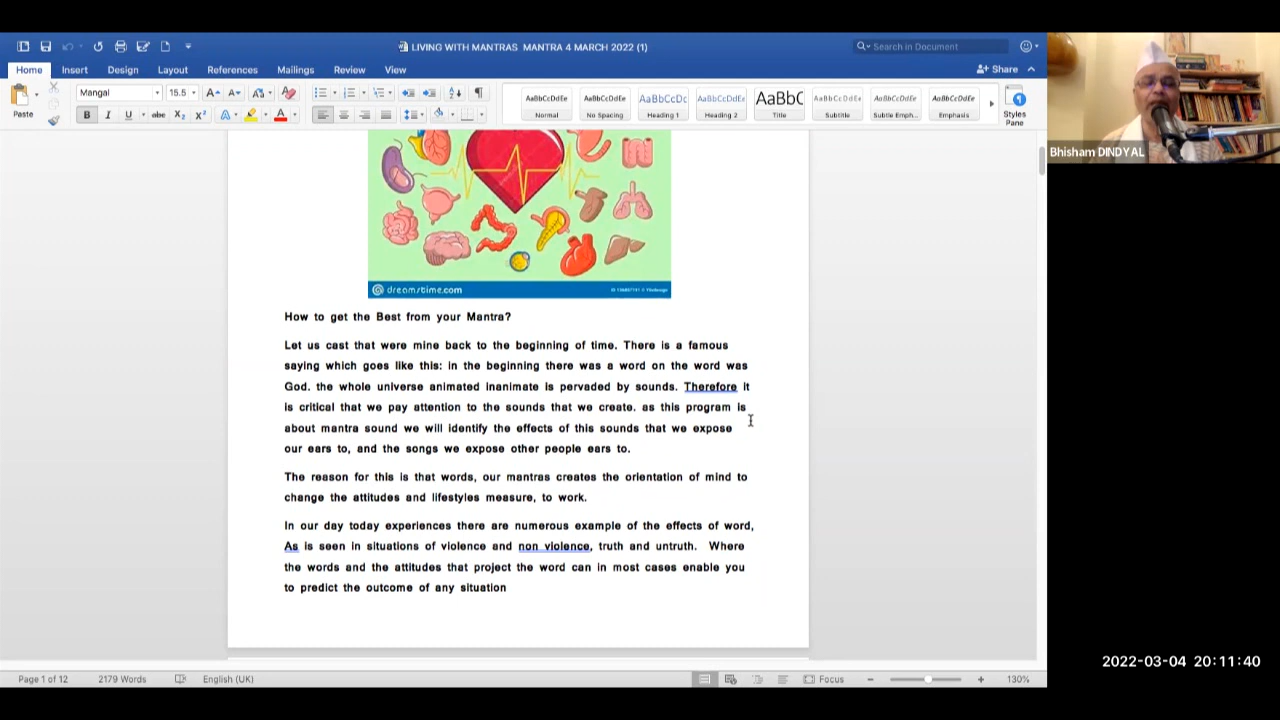 LIVING WITH MANTRAS MANTRA 4 MARCH 2022 (1)
Search in Document
Home Insert Design Layout References Mailings Review View
Share
Mangal 15.5
Paste
B I U abc X₂ X² A A
AaBbCcDdEe AaBbCcDdEe AaBbCcDc AaBbCcDdEe AaBbC AaBbCcDdEe AaBbCcDdEe AaBbCcDdEe
Normal No Spacing Heading 1 Heading 2 Title Subtitle Subtle Emph... Emphasis
Styles
Pane
Bhisham DINDYAL
dreamstime.com
How to get the Best from your Mantra?
Let us cast that were mine back to the beginning of time. There is a famous
saying which goes like this: in the beginning there was a word on the word was
God. the whole universe animated inanimate is pervaded by sounds. Therefore it
is critical that we pay attention to the sounds that we create. as this program is
about mantra sound we will identify the effects of this sounds that we expose
our ears to, and the songs we expose other people ears to.
The reason for this is that words, our mantras creates the orientation of mind to
change the attitudes and lifestyles measure, to work.
In our day today experiences there are numerous example of the effects of word,
As is seen in situations of violence and non violence, truth and untruth. Where
the words and the attitudes that project the word can in most cases enable you
to predict the outcome of any situation
2022-03-04 20:11:40
Page 1 of 12 2179 Words English (UK) Focus 130%